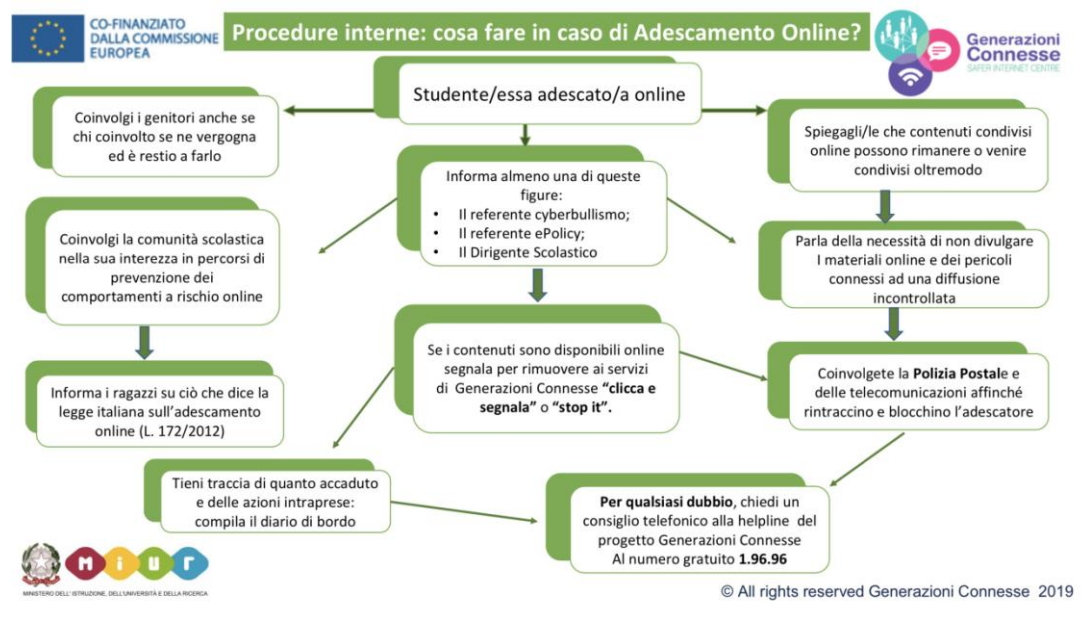 CO-FINANZIATO
DALLA COMMISSIONE
EUROPEA
Procedure interne: cosa fare in caso di Adescamento Online?
Generazioni
Connesse
SAFER INTERNET CENTRE
Studente/essa adescato/a online
Coinvolgi i genitori anche se
chi coinvolto se ne vergogna
ed è restio a farlo
Informa almeno una di queste
figure:
• Il referente cyberbullismo;
• Il referente ePolicy;
• Il Dirigente Scolastico
Spiegagli/le che contenuti condivisi
online possono rimanere o venire
condivisi oltremodo
Coinvolgi la comunità scolastica
nella sua interezza in percorsi di
prevenzione dei
comportamenti a rischio online
Parla della necessità di non divulgare
I materiali online e dei pericoli
connessi ad una diffusione
incontrollata
Se i contenuti sono disponibili online
segnala per rimuovere ai servizi
di Generazioni Connesse “clicca e
segnala” o “stop it”.
Informa i ragazzi su ciò che dice la
legge italiana sull’adescamento
online (L. 172/2012)
Coinvolgete la Polizia Postale e
delle telecomunicazioni affinché
rintraccino e blocchino l’adescatore
Tieni traccia di quanto accaduto
e delle azioni intraprese:
compila il diario di bordo
Per qualsiasi dubbio, chiedi un
consiglio telefonico alla helpline del
progetto Generazioni Connesse
Al numero gratuito 1.96.96
M i u r
MINISTERO DELL' ISTRUZIONE, DELL'UNIVERSITÀ E DELLA RICERCA
© All rights reserved Generazioni Connesse 2019